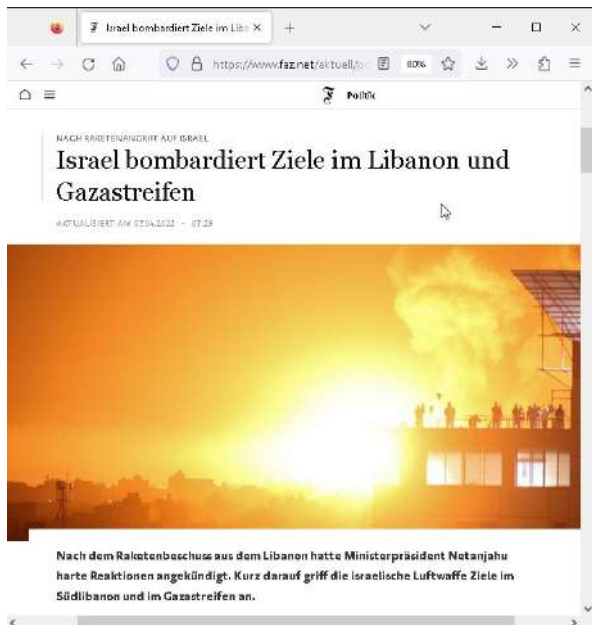 Israel bombardiert Ziele im Lib
https://www.faz.net/aktuell/
80%
Politik
NACH RAKETENANGRIFF AUF ISRAEL
Israel bombardiert Ziele im Libanon und
Gazastreifen
AKTUALISIERT AM 07.04.2023 - 07:29
Nach dem Raketenbeschuss aus dem Libanon hatte Ministerpräsident Netanjahu
harte Reaktionen angekündigt. Kurz darauf griff die israelische Luftwaffe Ziele im
Südlibanon und im Gazastreifen an.